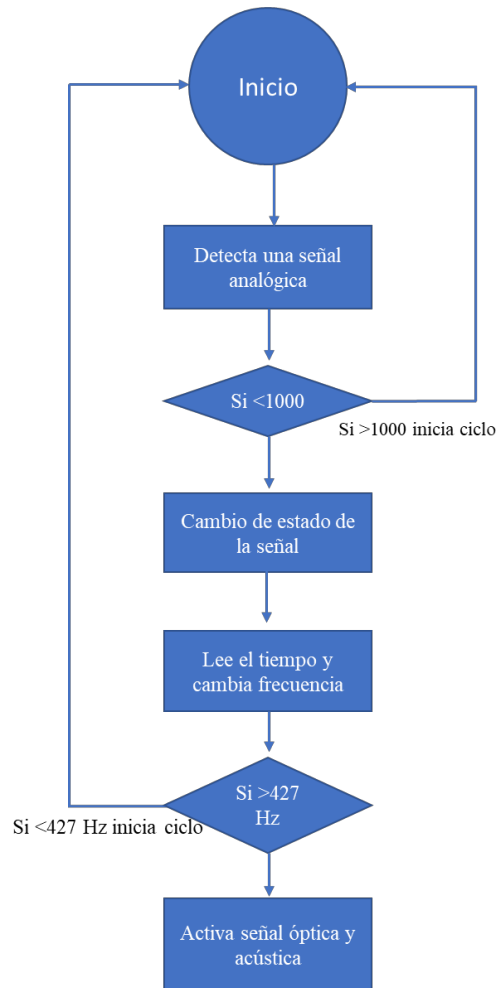 Inicio
Detecta una señal
analógica
Si <1000
Si >1000 inicia ciclo
Cambio de estado de
la señal
Lee el tiempo y
cambia frecuencia
Si >427
Hz
Si <427 Hz inicia ciclo
Activa señal óptica y
acústica